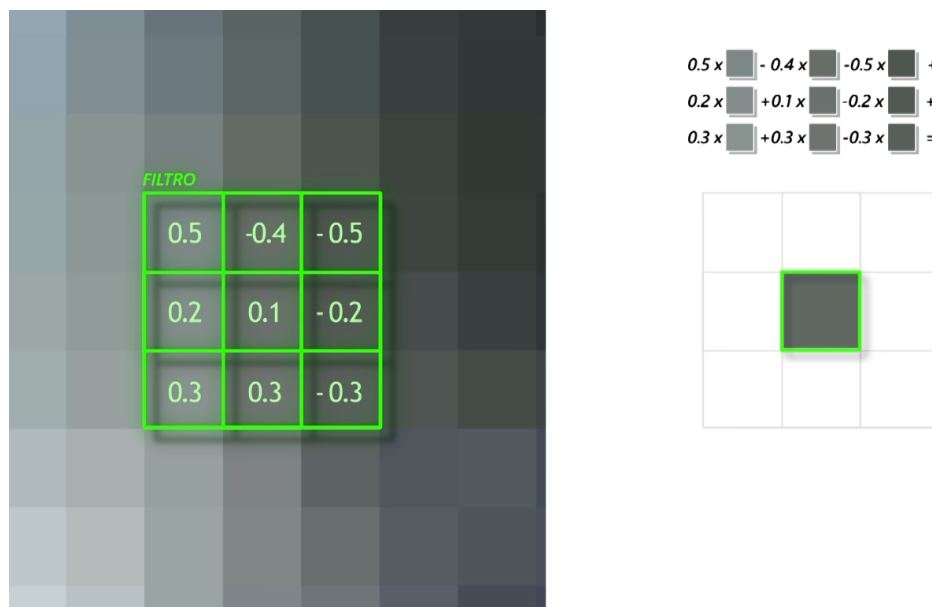 FILTRO
0.5 -0.4 - 0.5
0.2 0.1 - 0.2
0.3 0.3 - 0.3
0.5 x - 0.4 x -0.5 x +
0.2 x +0.1 x -0.2 x +
0.3 x +0.3 x -0.3 x =